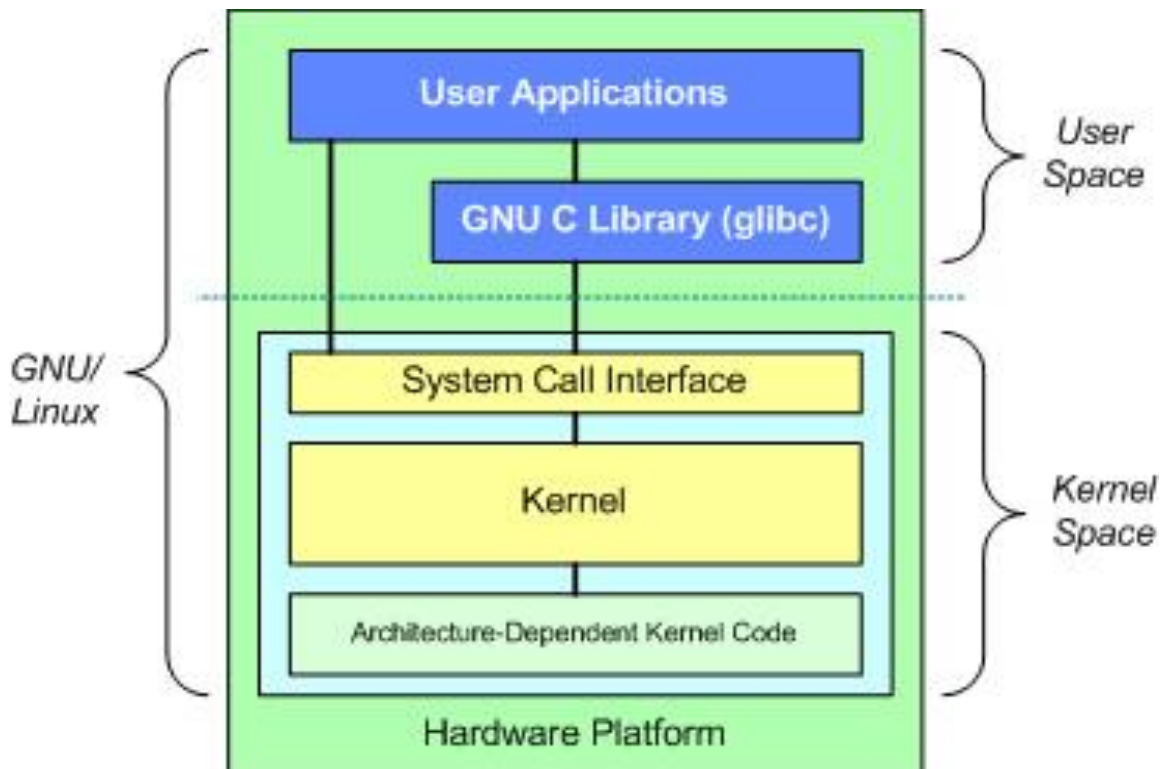 User Applications
GNU C Library (glibc)
User
Space
GNU/
Linux
System Call Interface
Kernel
Kernel
Space
Architecture-Dependent Kernel Code
Hardware Platform